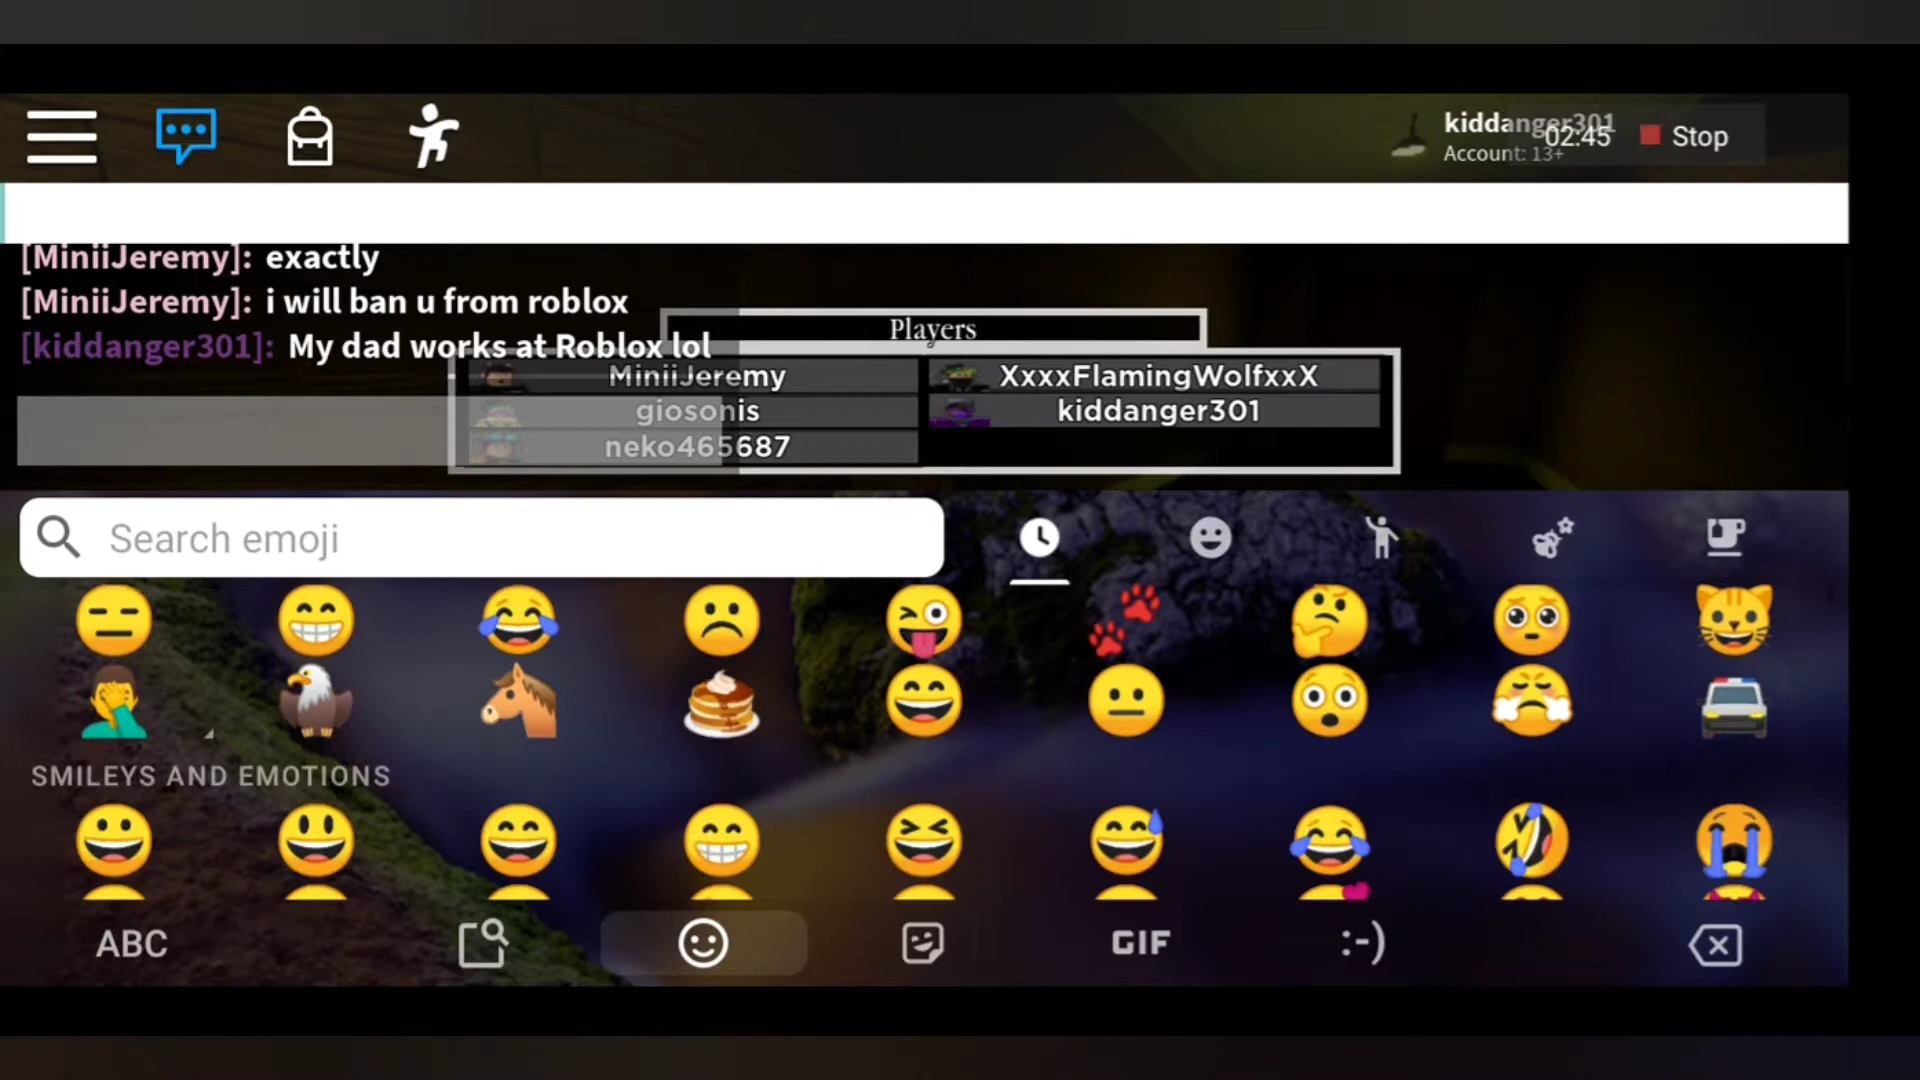 kiddanger301
02:45
Stop
Account: 13+
[MiniiJeremy]: exactly
[MiniiJeremy]: i will ban u from roblox
[kiddanger301]: My dad works at Roblox lol
Players
MiniiJeremy
XxxxFlamingWolfxxX
giosonis
kiddanger301
neko465687
Search emoji
SMILEYS AND EMOTIONS
ABC
GIF
:-)